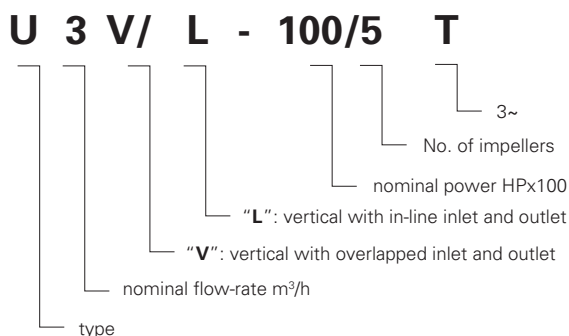 U 3 V/ L - 100/5 T
3~
No. of impellers
nominal power HPx100
“L”: vertical with in-line inlet and outlet
“V”: vertical with overlapped inlet and outlet
nominal flow-rate m³/h
type